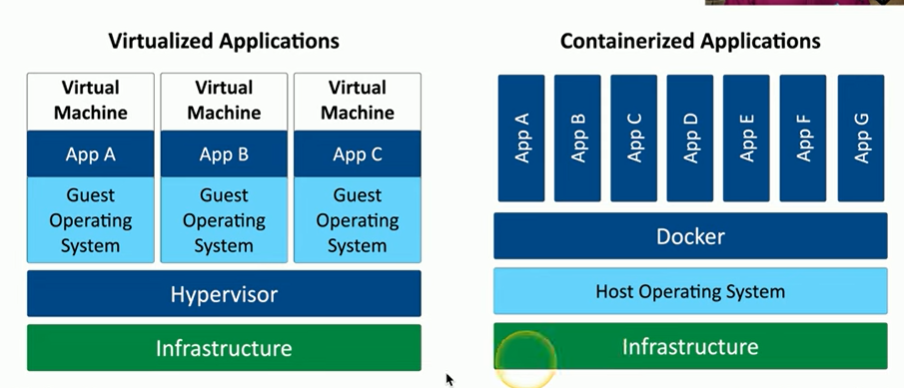 Virtualized Applications
Virtual
Machine
App A
Guest
Operating
System
Virtual
Machine
App B
Guest
Operating
System
Virtual
Machine
App C
Guest
Operating
System
Hypervisor
Infrastructure
Containerized Applications
App A
App B
App C
App D
App E
App F
App G
Docker
Host Operating System
Infrastructure